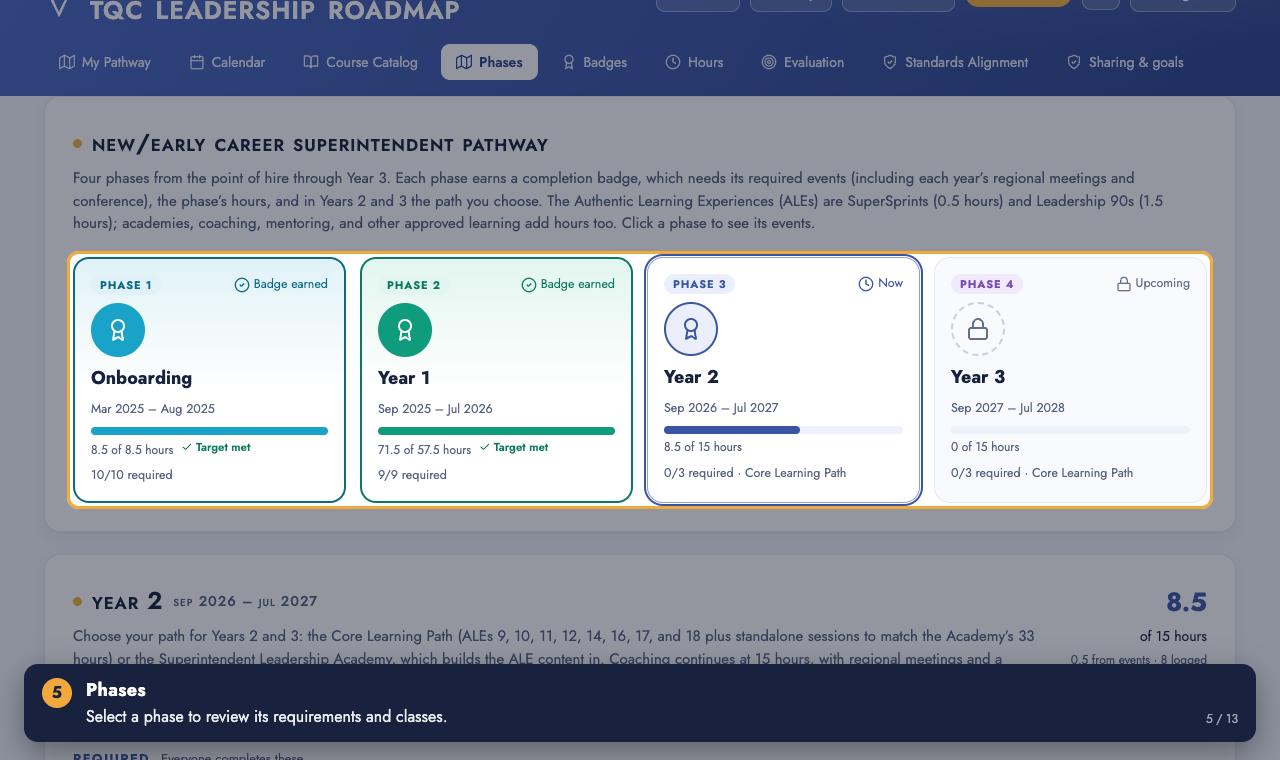 TQC LEADERSHIP ROADMAP
My Pathway
Calendar
Course Catalog
Phases
Badges
Hours
Evaluation
Standards Alignment
Sharing & goals
NEW/EARLY CAREER SUPERINTENDENT PATHWAY
Four phases from the point of hire through Year 3. Each phase earns a completion badge, which needs its required events (including each year's regional meetings and
conference), the phase's hours, and in Years 2 and 3 the path you choose. The Authentic Learning Experiences (ALEs) are SuperSprints (0.5 hours) and Leadership 90s (1.5
hours); academies, coaching, mentoring, and other approved learning add hours too. Click a phase to see its events.
PHASE 1
Badge earned
Onboarding
Mar 2025 – Aug 2025
8.5 of 8.5 hours
Target met
10/10 required
PHASE 2
Badge earned
Year 1
Sep 2025 – Jul 2026
71.5 of 57.5 hours
Target met
9/9 required
PHASE 3
Now
Year 2
Sep 2026 – Jul 2027
8.5 of 15 hours
0/3 required · Core Learning Path
PHASE 4
Upcoming
Year 3
Sep 2027 – Jul 2028
0 of 15 hours
0/3 required · Core Learning Path
YEAR 2 SEP 2026 – JUL 2027
8.5
of 15 hours
0.5 from events · 8 logged
Choose your path for Years 2 and 3: the Core Learning Path (ALEs 9, 10, 11, 12, 14, 16, 17, and 18 plus standalone sessions to match the Academy's 33
hours) or the Superintendent Leadership Academy, which builds the ALE content in. Coaching continues at 15 hours, with regional meetings and a
5
Phases
Select a phase to review its requirements and classes.
5 / 13
REQUIRED Everyone completes these